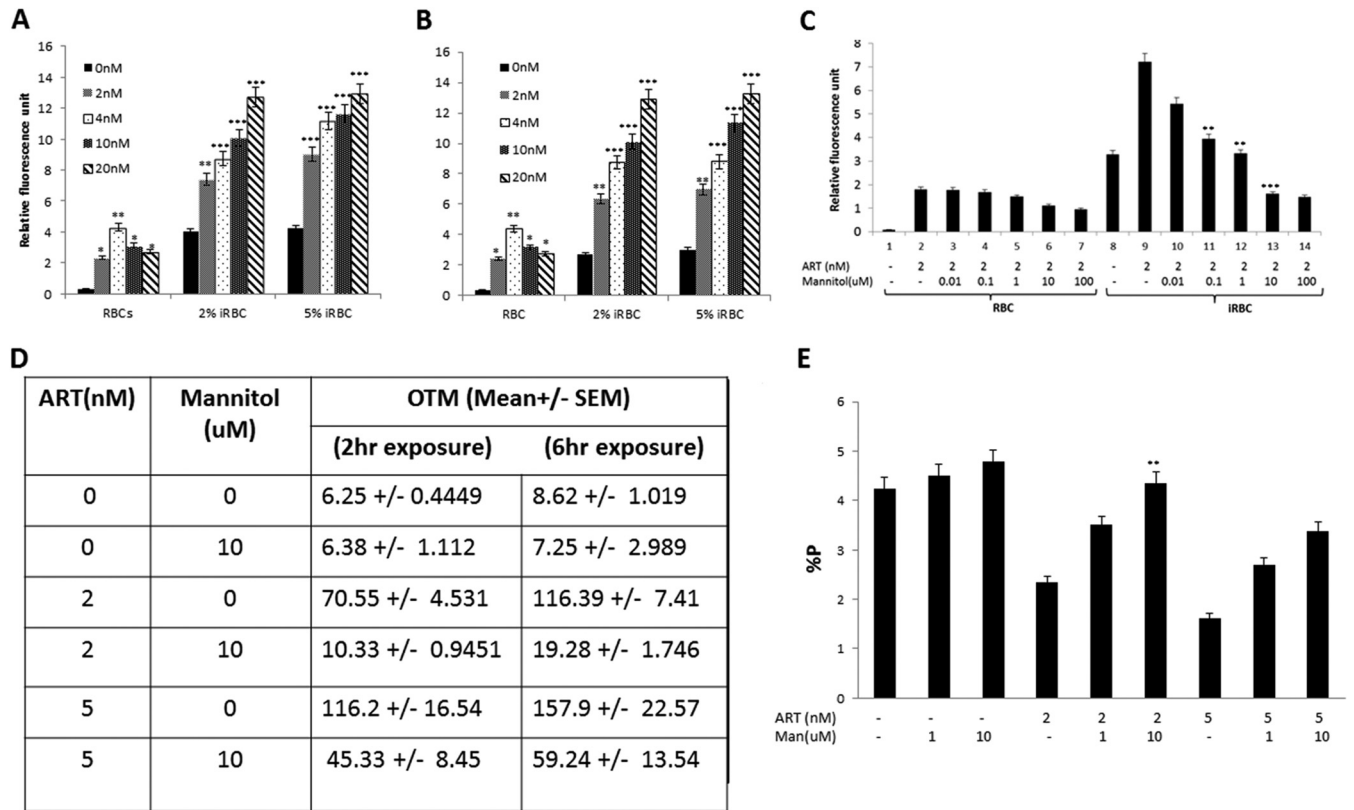 A
Relative fluorescence unit
16
14
12
10
8
6
4
2
0
0nM
2nM
4nM
10nM
20nM
*
**
*
*
**
***
***
***
***
***
***
***
RBCs 2% iRBC 5% iRBC
B
16
14
12
10
8
6
4
2
0
0nM
2nM
4nM
10nM
20nM
*
**
*
*
**
***
***
***
**
***
***
***
RBC 2% iRBC 5% iRBC
C
Relative fluorescence unit
8
7
6
5
4
3
2
1
0
**
**
***
1 2 3 4 5 6 7 8 9 10 11 12 13 14
ART (nM) - 2 2 2 2 2 2 - 2 2 2 2 2 2
Mannitol(uM) - - 0.01 0.1 1 10 100 - - 0.01 0.1 1 10 100
RBC iRBC
D
ART(nM) Mannitol (uM) OTM (Mean+/- SEM)
(2hr exposure) (6hr exposure)
0 0 6.25 +/- 0.4449 8.62 +/- 1.019
0 10 6.38 +/- 1.112 7.25 +/- 2.989
2 0 70.55 +/- 4.531 116.39 +/- 7.41
2 10 10.33 +/- 0.9451 19.28 +/- 1.746
5 0 116.2 +/- 16.54 157.9 +/- 22.57
5 10 45.33 +/- 8.45 59.24 +/- 13.54
E
%P
6
5
4
3
2
1
0
**
ART (nM) - - - 2 2 2 5 5 5
Man(uM) - 1 10 - 1 10 - 1 10